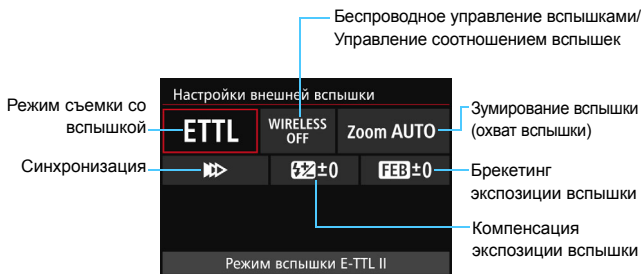 Беспроводное управление вспышками/
Управление соотношением вспышек
Настройки внешней вспышки
Режим съемки со
вспышкой
ETTL
WIRELESS
OFF
Zoom AUTO
Зумирование вспышки
(охват вспышки)
Синхронизация
±0
FEB±0
Брекетинг
экспозиции вспышки
Компенсация
экспозиции вспышки
Режим вспышки E-TTL II